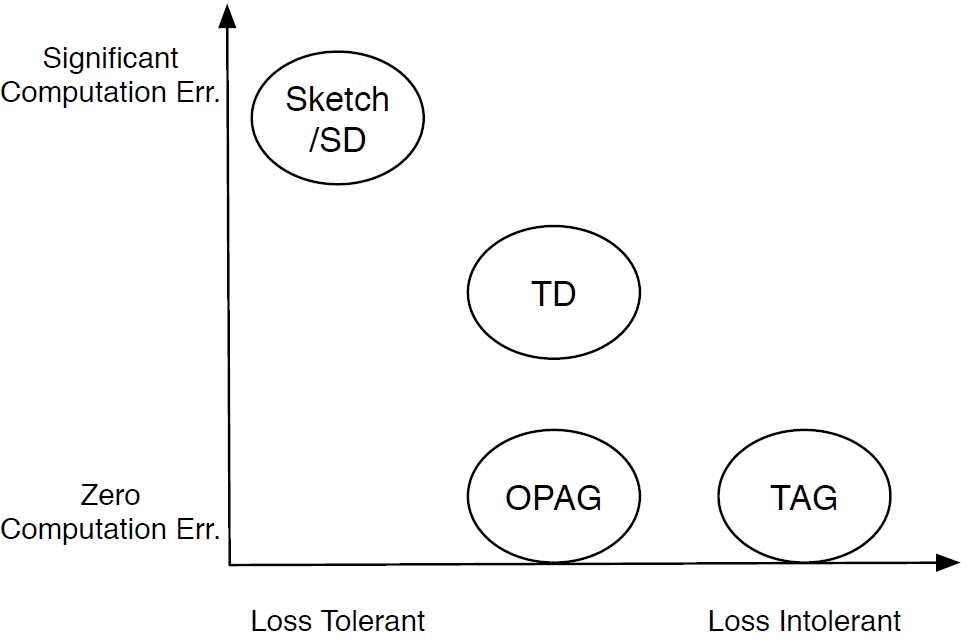 Significant
Computation Err.
Sketch
/SD
TD
Zero
Computation Err.
OPAG
TAG
Loss Tolerant
Loss Intolerant